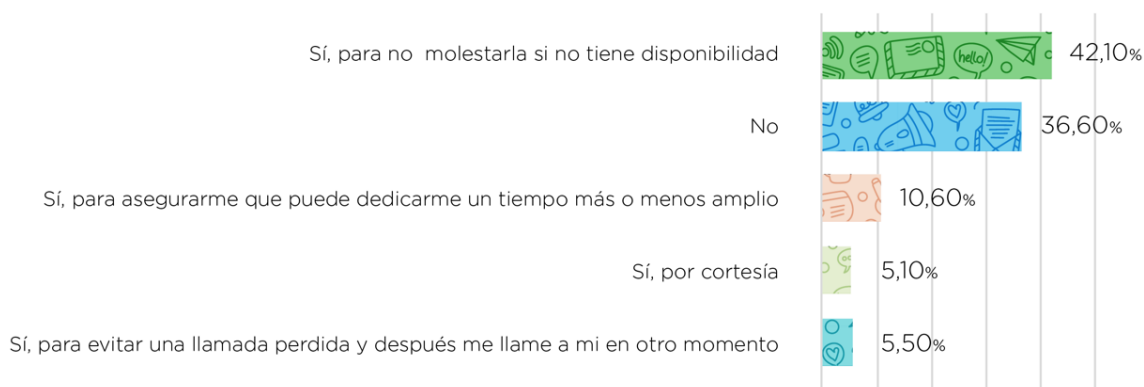 Sí, para no molestarla si no tiene disponibilidad 42,10%
hello!
No 36,60%
Sí, para asegurarme que puede dedicarme un tiempo más o menos amplio 10,60%
Sí, por cortesía 5,10%
Sí, para evitar una llamada perdida y después me llame a mi en otro momento 5,50%